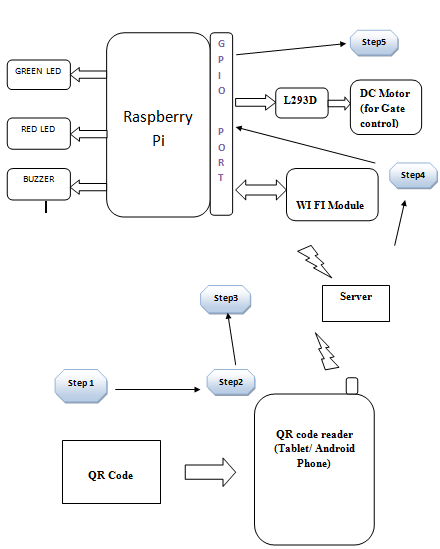 Step5
GREEN LED
L293D
DC Motor
(for Gate
control)
Raspberry
Pi
GPIO PORT
RED LED
BUZZER
Step4
WI FI Module
Server
Step3
Step 1
Step2
QR code reader
(Tablet/ Android
Phone)
QR Code